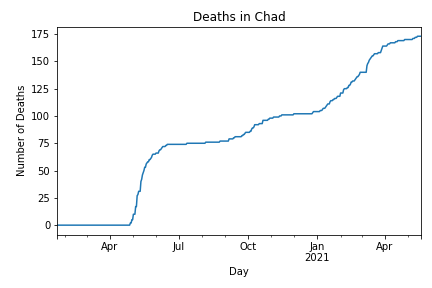 Deaths in Chad
175
150
125
100
75
50
25
0
Number of Deaths
Apr
Jul
Oct
Jan
2021
Apr
Day